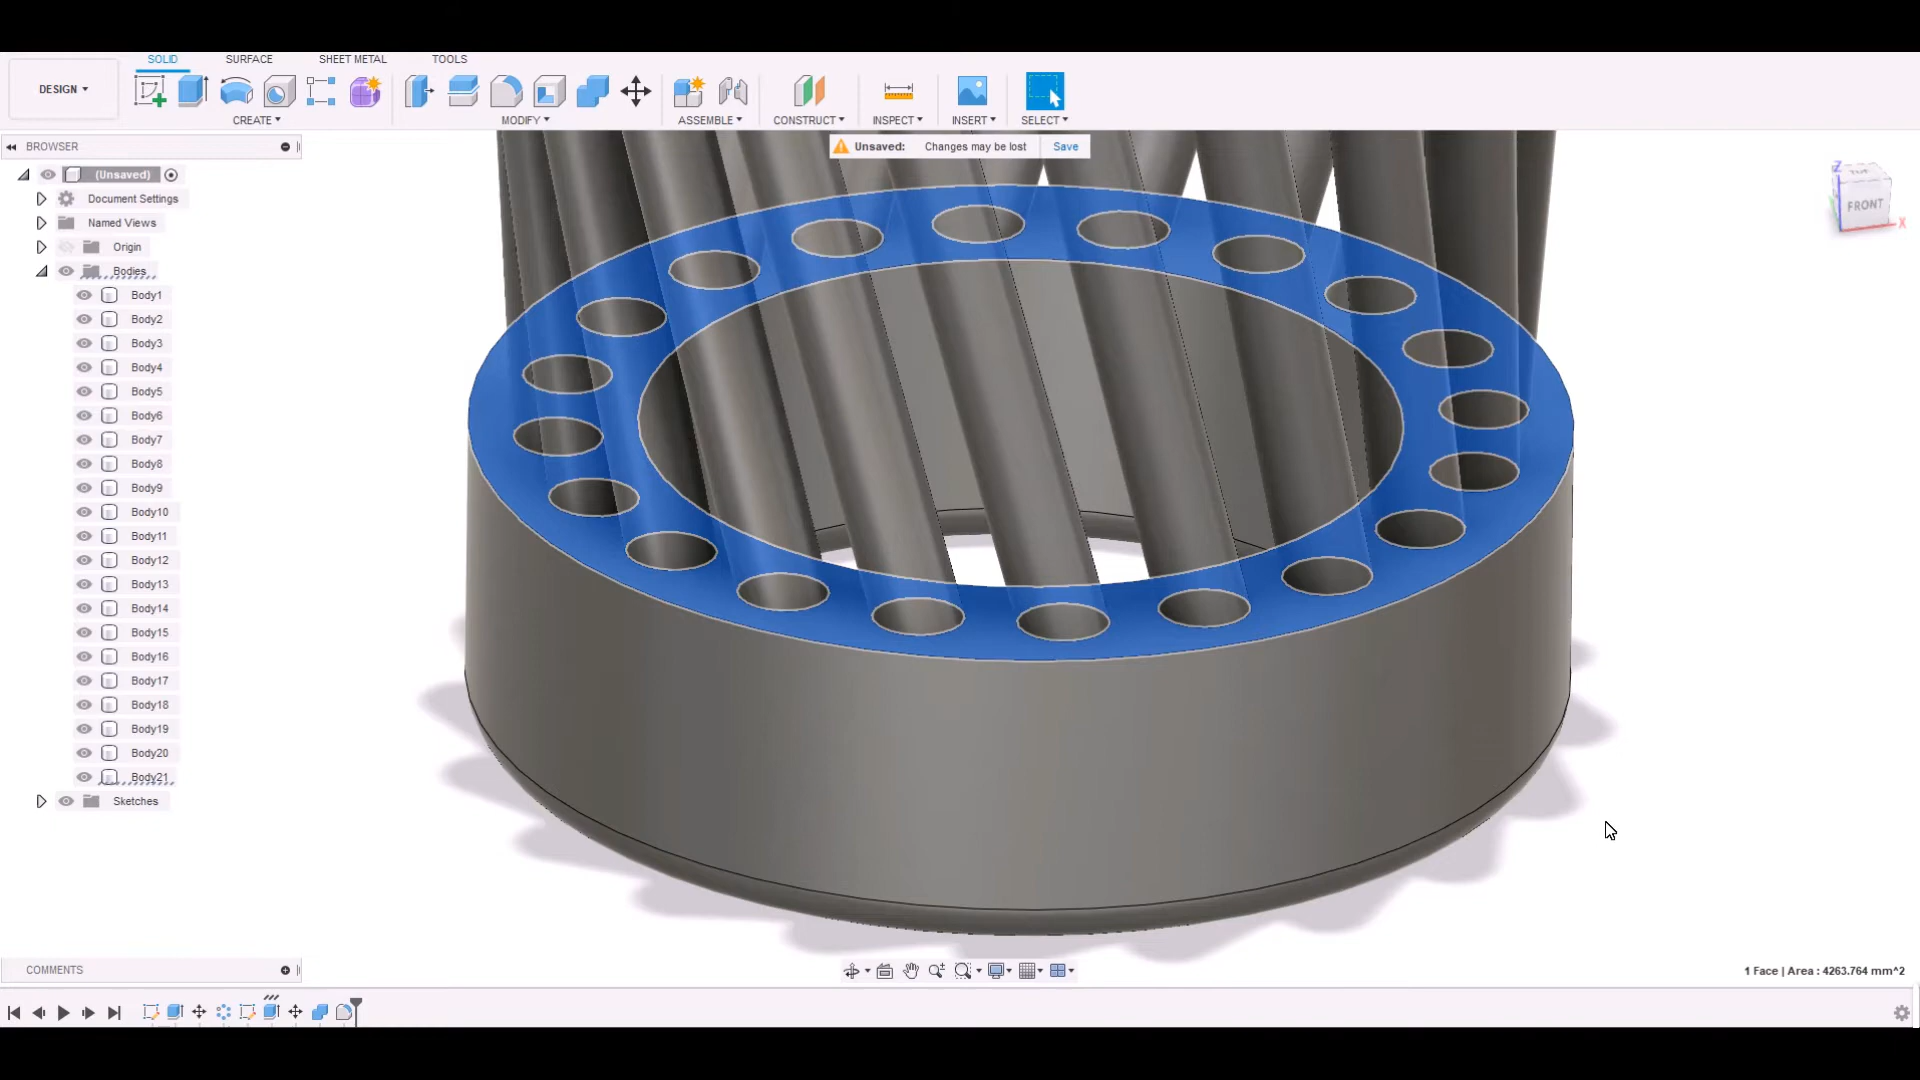 SOLID SURFACE SHEET METAL TOOLS
DESIGN
CREATE MODIFY ASSEMBLE CONSTRUCT INSPECT INSERT SELECT
BROWSER
Unsaved: Changes may be lost Save
(Unsaved)
Document Settings
Named Views
Origin
Bodies
Body1
Body2
Body3
Body4
Body5
Body6
Body7
Body8
Body9
Body10
Body11
Body12
Body13
Body14
Body15
Body16
Body17
Body18
Body19
Body20
Body21
Sketches
Z
TOP
FRONT
X
COMMENTS
1 Face | Area : 4263.764 mm^2